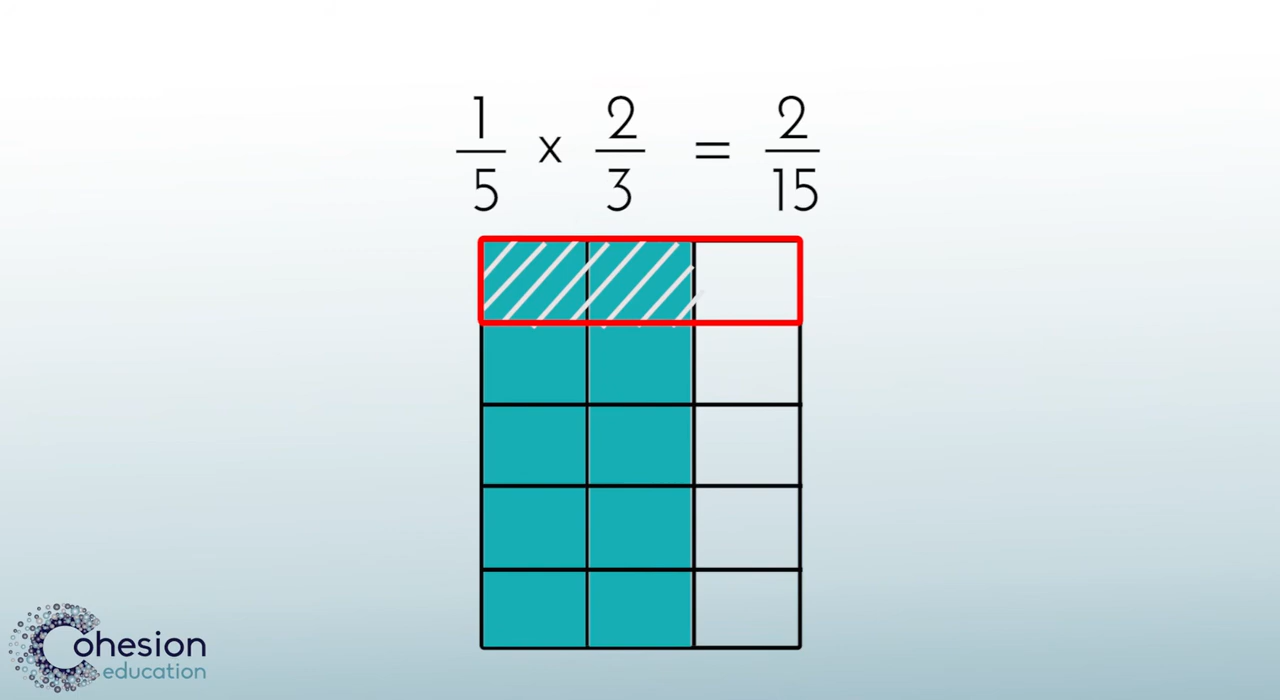 1/5 x 2/3 = 2/15
Cohesion
education